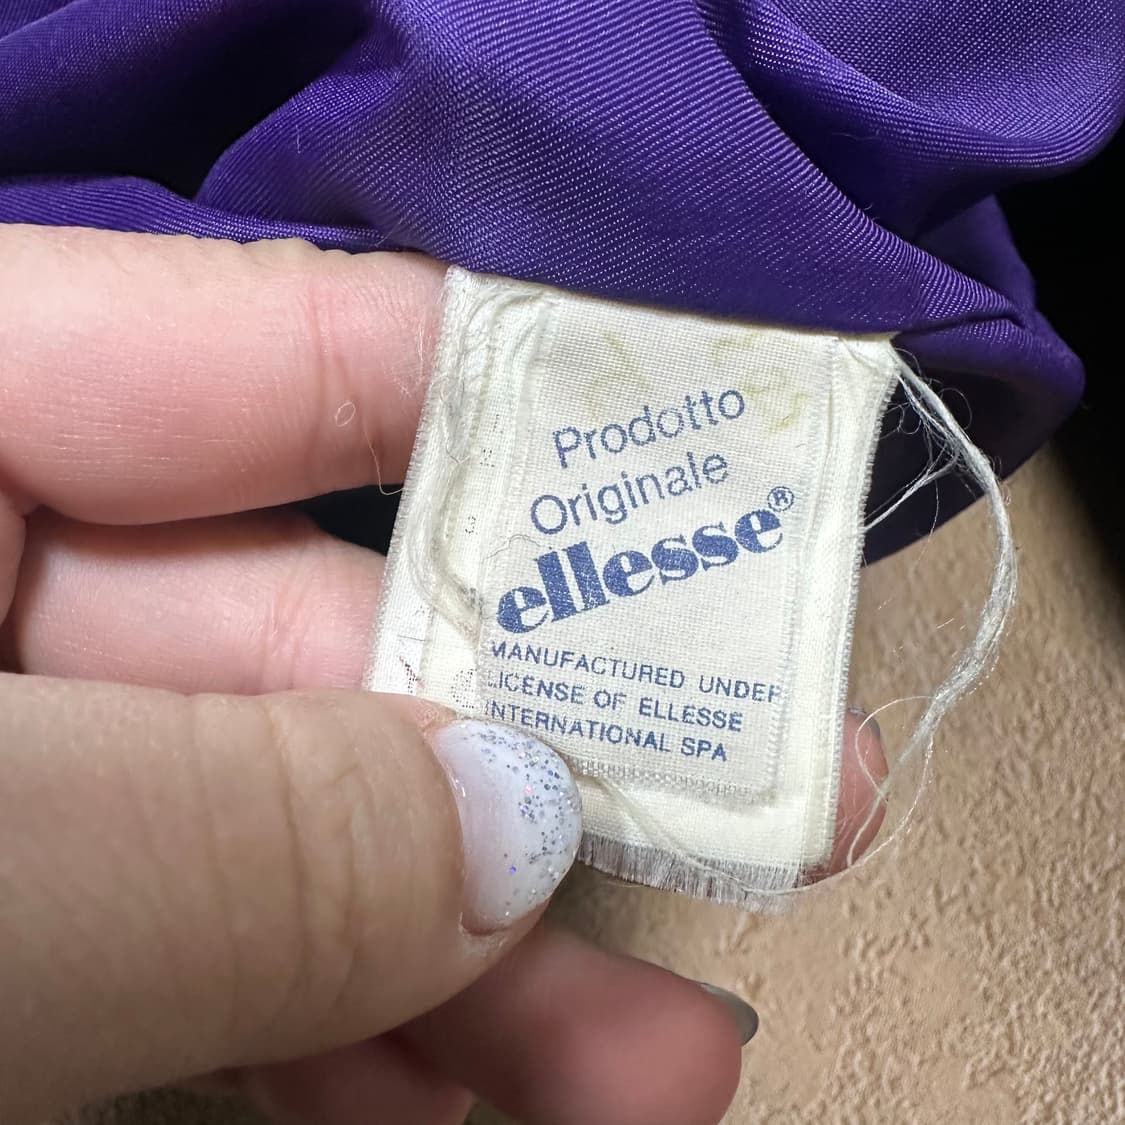 Prodotto
Originale
ellesse®
MANUFACTURED UNDER
LICENSE OF ELLESSE
INTERNATIONAL SPA